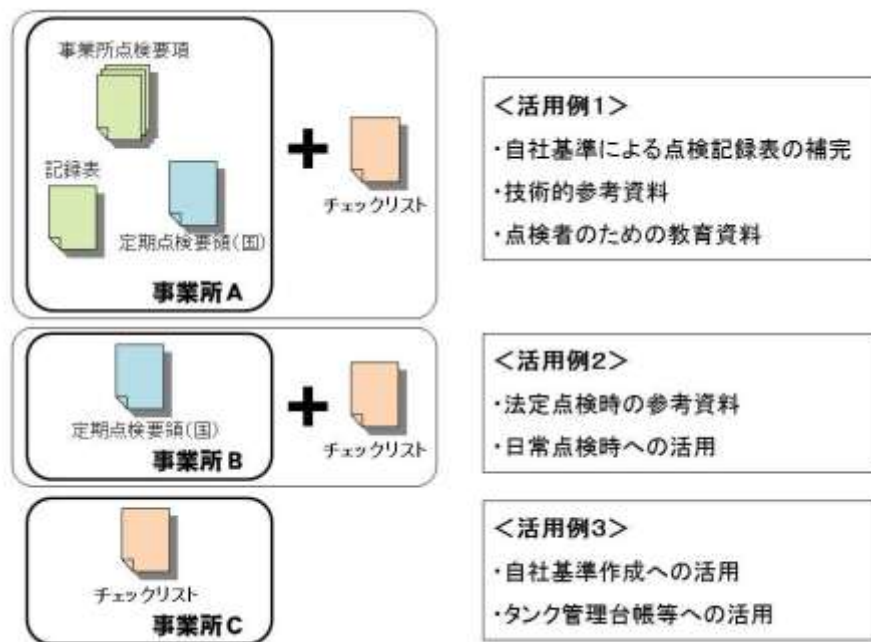 事業所点検要項
記録表
定期点検要領(国)
事業所A
チェックリスト
<活用例1>
・自社基準による点検記録表の補完
・技術的参考資料
・点検者のための教育資料
定期点検要領(国)
事業所B
チェックリスト
<活用例2>
・法定点検時の参考資料
・日常点検時への活用
チェックリスト
事業所C
<活用例3>
・自社基準作成への活用
・タンク管理台帳等への活用